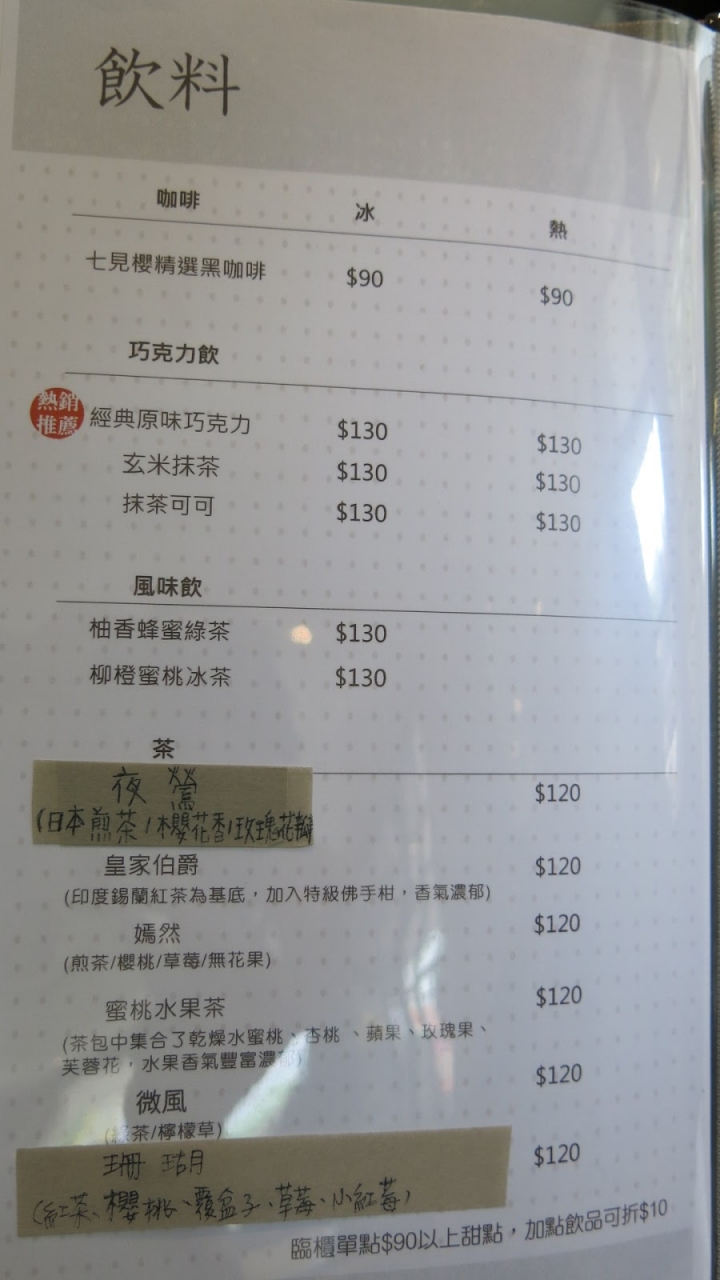 飲料
咖啡 冰 熱
七見櫻精選黑咖啡 $90 $90
巧克力飲
熱銷
推薦
經典原味巧克力 $130 $130
玄米抹茶 $130 $130
抹茶可可 $130 $130
風味飲
柚香蜂蜜綠茶 $130
柳橙蜜桃冰茶 $130
茶
夜鶯 $120
(日本煎茶/櫻花香/玫瑰花瓣
皇家伯爵 $120
(印度錫蘭紅茶為基底，加入特級佛手柑，香氣濃郁)
嫣然 $120
(煎茶/櫻桃/草莓/無花果)
蜜桃水果茶 $120
(茶包中集合了乾燥水蜜桃、杏桃、蘋果、玫瑰果、
芙蓉花，水果香氣豐富濃郁)
微風 $120
(綠茶/檸檬草)
珊瑚 $120
(紅茶、櫻桃、覆盆子、草莓、小紅莓)
臨櫃單點$90以上甜點，加點飲品可折$10